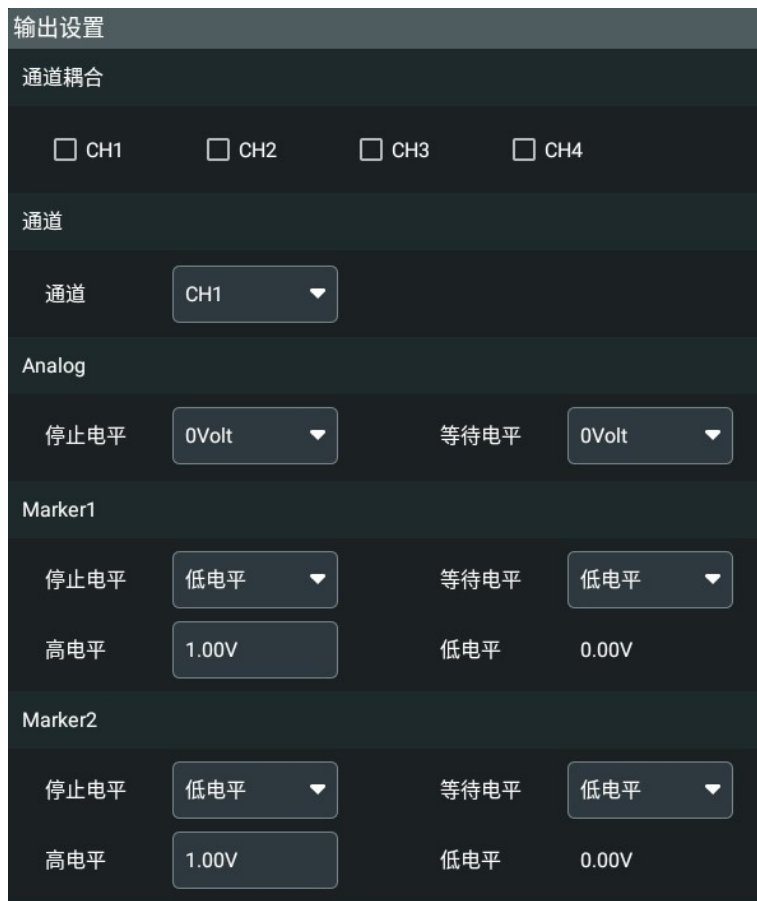 输出设置
通道耦合
CH1 CH2 CH3 CH4
通道
通道 CH1
Analog
停止电平 0Volt 等待电平 0Volt
Marker1
停止电平 低电平 等待电平 低电平
高电平 1.00V 低电平 0.00V
Marker2
停止电平 低电平 等待电平 低电平
高电平 1.00V 低电平 0.00V